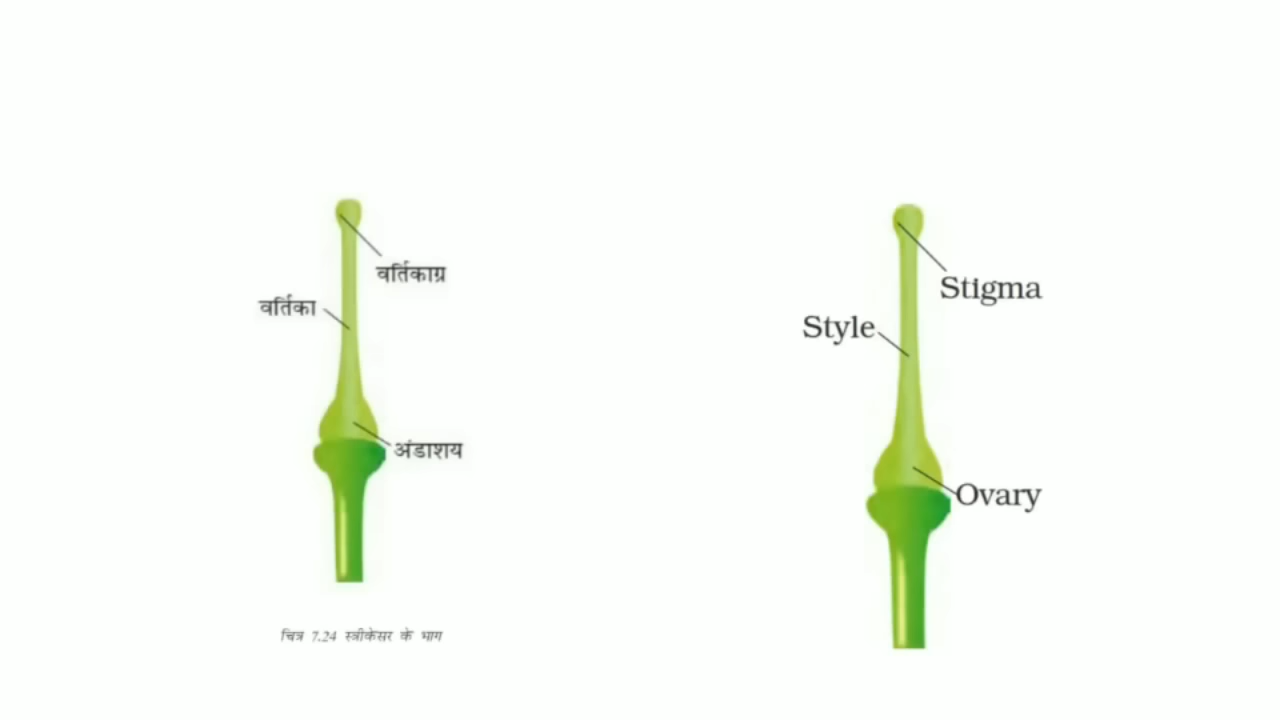 वर्तिकाग्र
वर्तिका
अंडाशय
चित्र 7.24 स्त्रीकेसर के भाग
Stigma
Style
Ovary